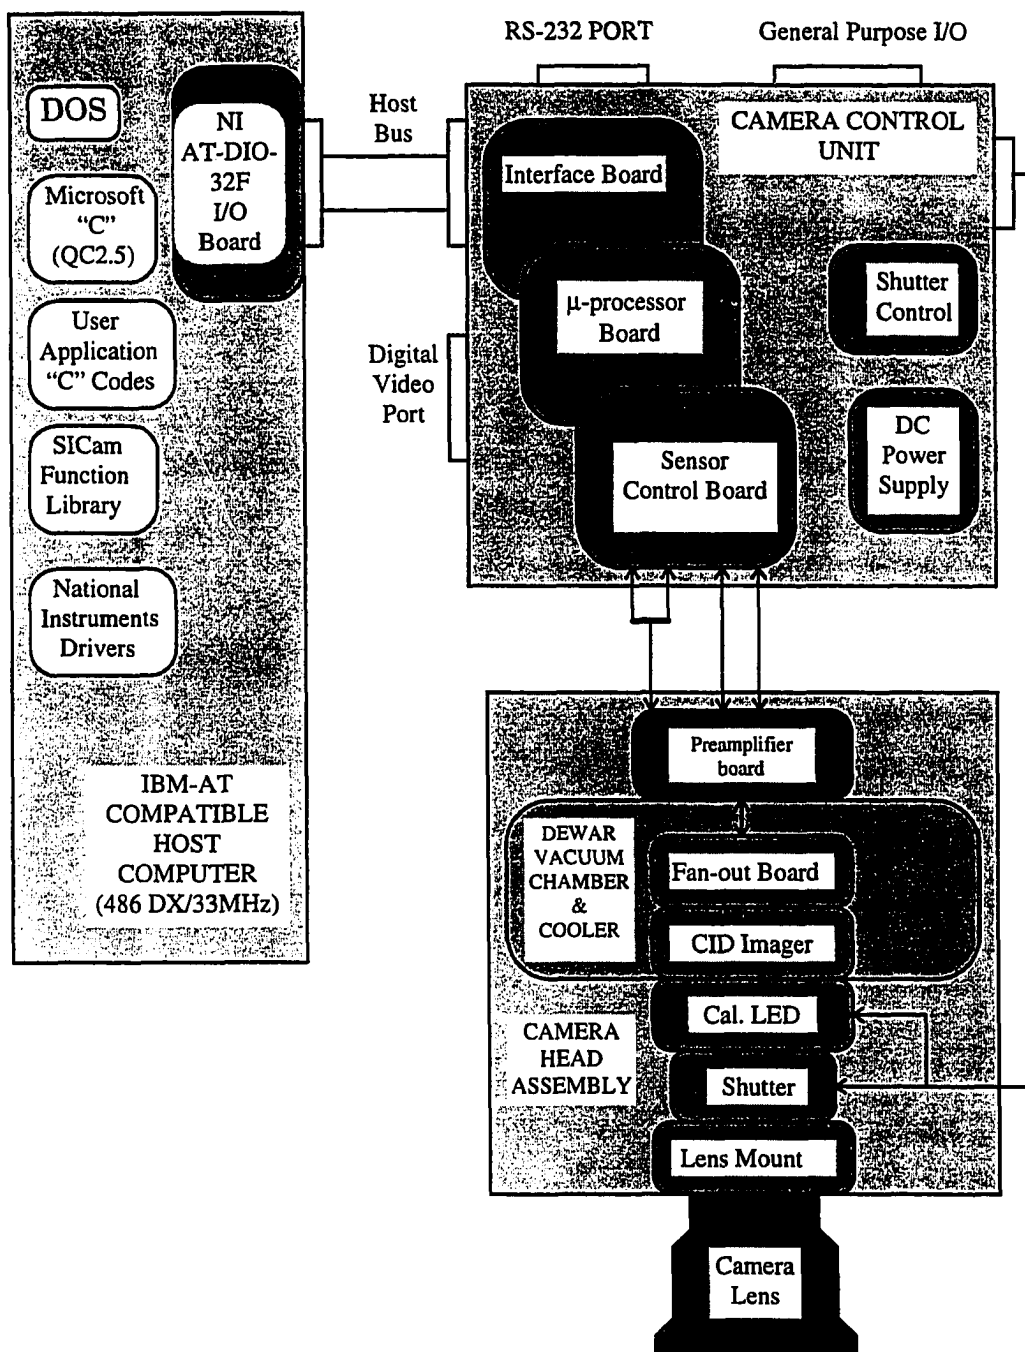 RS-232 PORT
General Purpose I/O
DOS
NI
AT-DIO-
32F
I/O
Board
Microsoft
“C”
(QC2.5)
User
Application
“C” Codes
SICam
Function
Library
National
Instruments
Drivers
IBM-AT
COMPATIBLE
HOST
COMPUTER
(486 DX/33MHz)
Host
Bus
Digital
Video
Port
CAMERA CONTROL
UNIT
Interface Board
μ-processor
Board
Sensor
Control Board
Shutter
Control
DC
Power
Supply
Preamplifier
board
DEWAR
VACUUM
CHAMBER
&
COOLER
Fan-out Board
CID Imager
Cal. LED
CAMERA
HEAD
ASSEMBLY
Shutter
Lens Mount
Camera
Lens